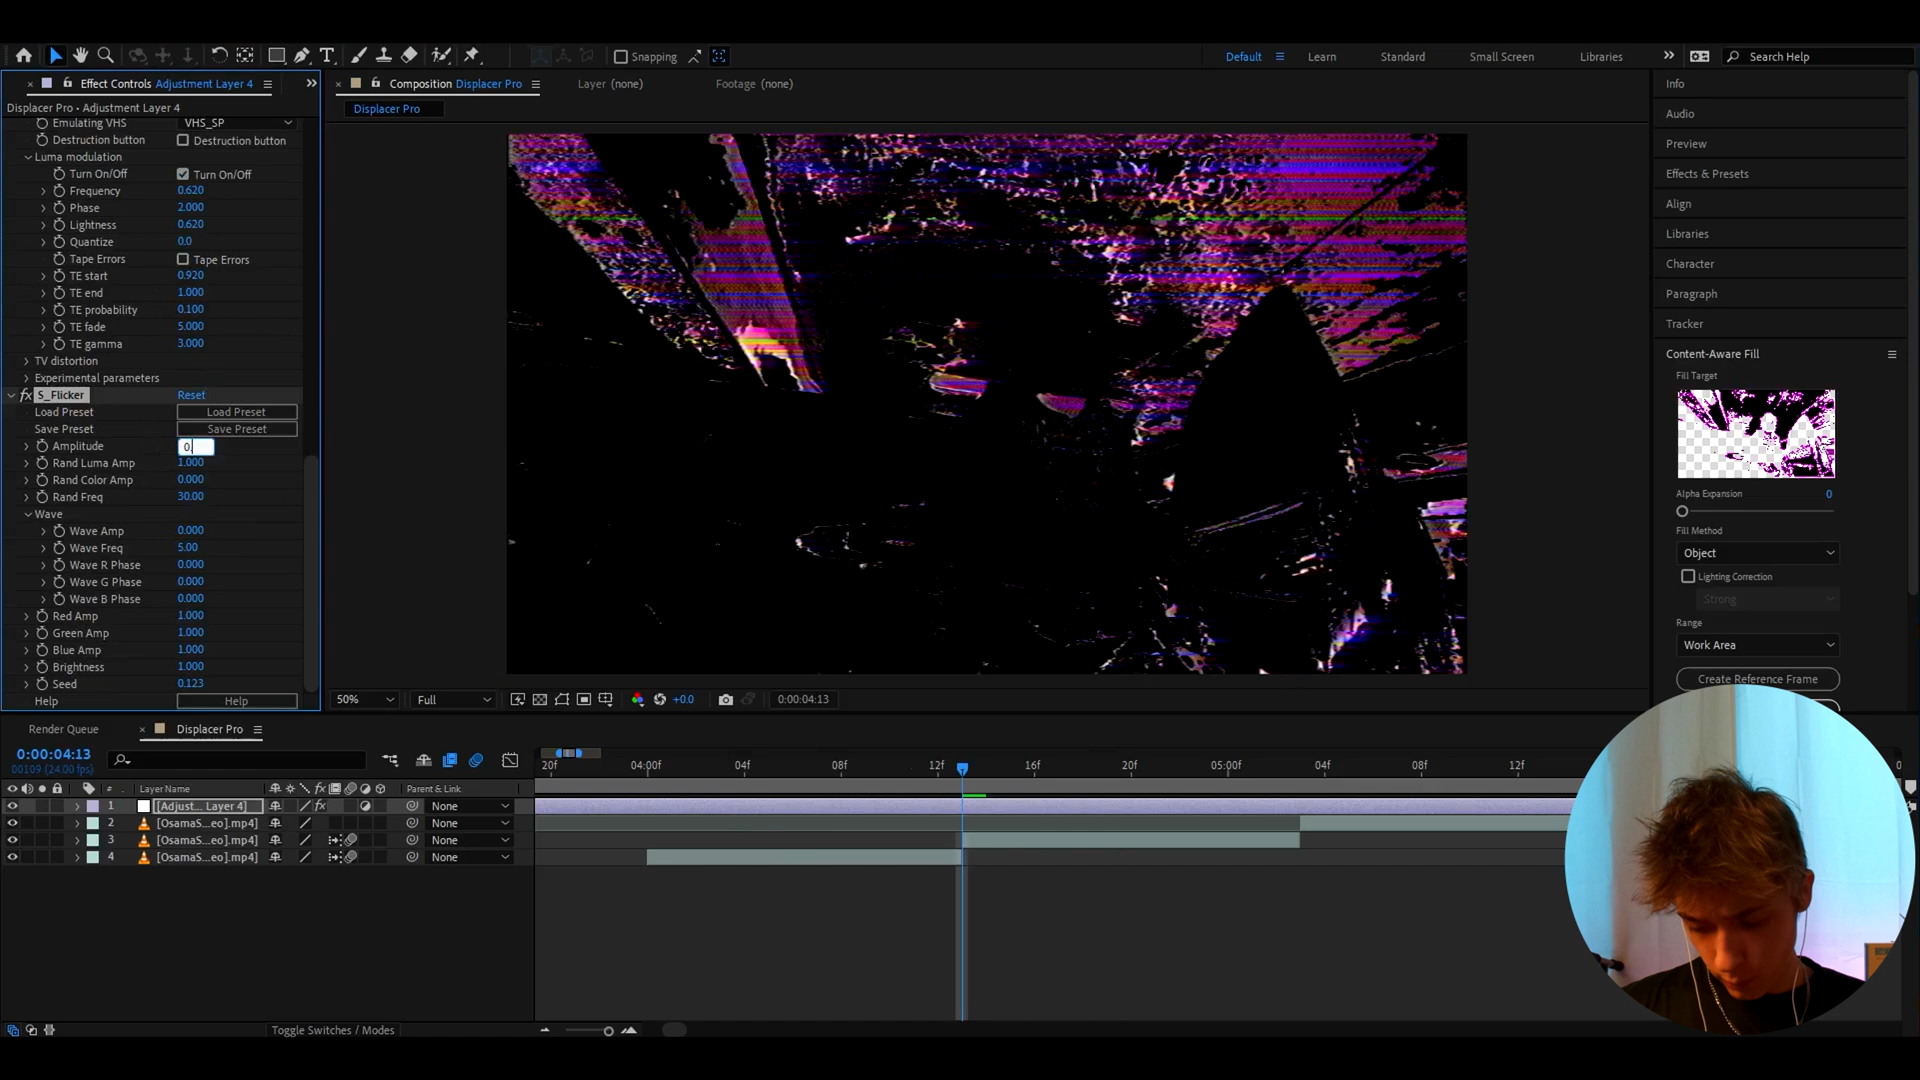 Snapping
Default
Learn
Standard
Small Screen
Libraries
Search Help
Effect Controls Adjustment Layer 4
Composition Displacer Pro
Layer (none)
Footage (none)
Displacer Pro • Adjustment Layer 4
Displacer Pro
Emulating VHS VHS_SP
Destruction button Destruction button
Luma modulation
Turn On/Off Turn On/Off
Frequency 0.620
Phase 2.000
Lightness 0.620
Quantize 0.0
Tape Errors Tape Errors
TE start 0.920
TE end 1.000
TE probability 0.100
TE fade 5.000
TE gamma 3.000
TV distortion
Experimental parameters
fx S_Flicker Reset
Load Preset Load Preset
Save Preset Save Preset
Amplitude 0.
Rand Luma Amp 1.000
Rand Color Amp 0.000
Rand Freq 30.00
Wave
Wave Amp 0.000
Wave Freq 5.00
Wave R Phase 0.000
Wave G Phase 0.000
Wave B Phase 0.000
Red Amp 1.000
Green Amp 1.000
Blue Amp 1.000
Brightness 1.000
Seed 0.123
Help Help
50% Full +0.0 0:00:04:13
Info
Audio
Preview
Effects & Presets
Align
Libraries
Character
Paragraph
Tracker
Content-Aware Fill
Fill Target
Alpha Expansion 0
Fill Method
Object
Lighting Correction
Strong
Range
Work Area
Create Reference Frame
Render Queue
Displacer Pro
0:00:04:13
00109 (24.00 fps)
20f 04:00f 04f 08f 12f 16f 20f 05:00f 04f 08f 12f
# Layer Name fx Parent & Link
1 [Adjust... Layer 4] fx None
2 [OsamaS...eo].mp4] None
3 [OsamaS...eo].mp4] None
4 [OsamaS...eo].mp4] None
Toggle Switches / Modes